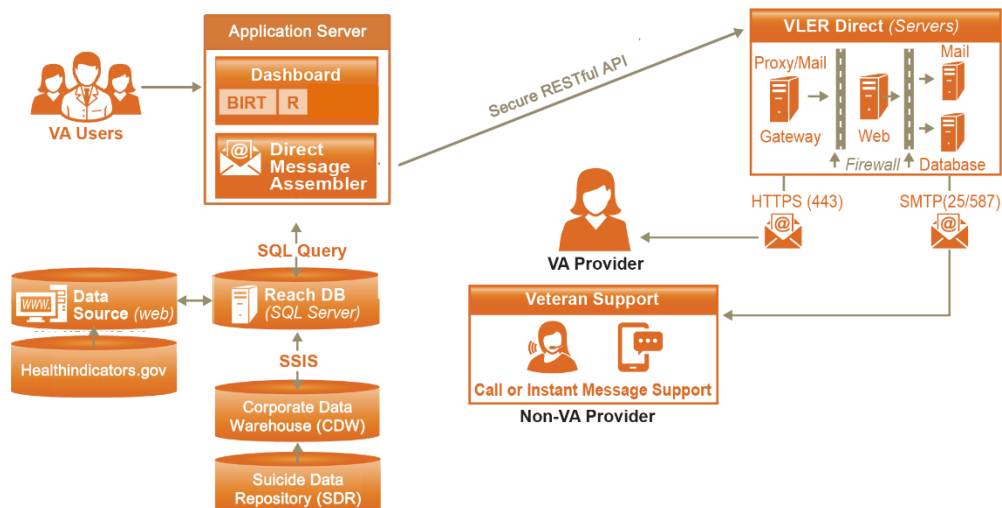 Application Server
VLER Direct (Servers)
Dashboard
BIRT R
@
Direct
Message
Assembler
VA Users
Secure RESTful API
Proxy/Mail
Mail
Gateway
Web
Firewall
Database
HTTPS (443)
SMTP(25/587)
@
@
VA Provider
SQL Query
WWW.
Data
Source (web)
Reach DB
(SQL Server)
Healthindicators.gov
SSIS
Veteran Support
Call or Instant Message Support
Non-VA Provider
Corporate Data
Warehouse (CDW)
Suicide Data
Repository (SDR)